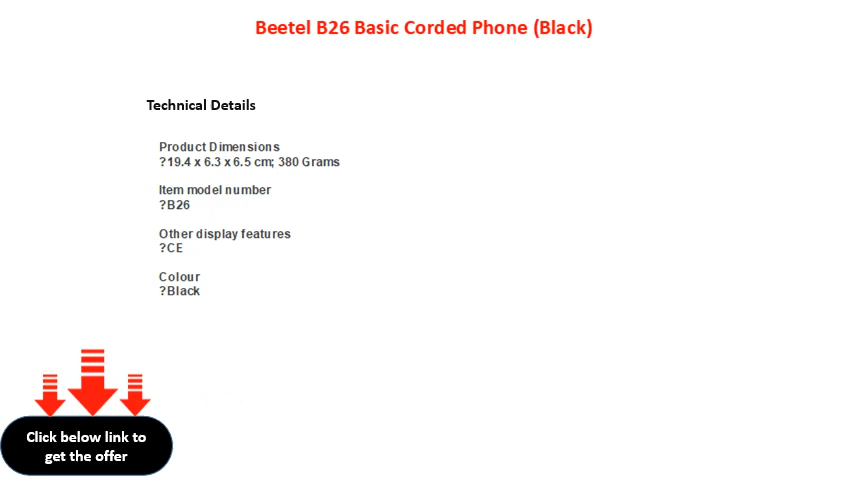 Beetel B26 Basic Corded Phone (Black)
Technical Details
Product Dimensions
?19.4 x 6.3 x 6.5 cm; 380 Grams
Item model number
?B26
Other display features
?CE
Colour
?Black
Click below link to
get the offer